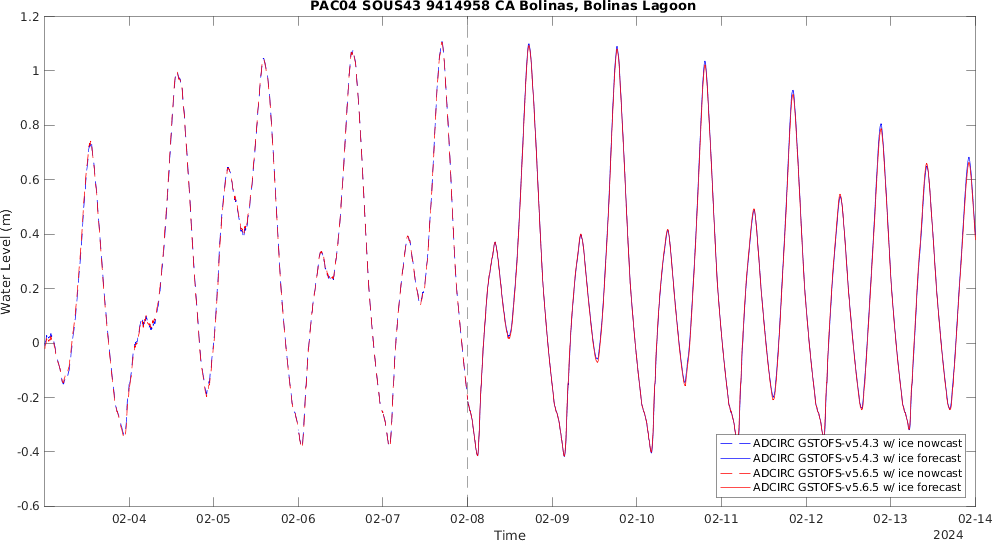 PAC04 SOUS43 9414958 CA Bolinas, Bolinas Lagoon
1.2
1
0.8
0.6
0.4
0.2
0
-0.2
-0.4
-0.6
Water Level (m)
ADCIRC GSTOFS-v5.4.3 w/ ice nowcast
ADCIRC GSTOFS-v5.4.3 w/ ice forecast
ADCIRC GSTOFS-v5.6.5 w/ ice nowcast
ADCIRC GSTOFS-v5.6.5 w/ ice forecast
02-04 02-05 02-06 02-07 02-08 02-09 02-10 02-11 02-12 02-13 02-14
Time
2024